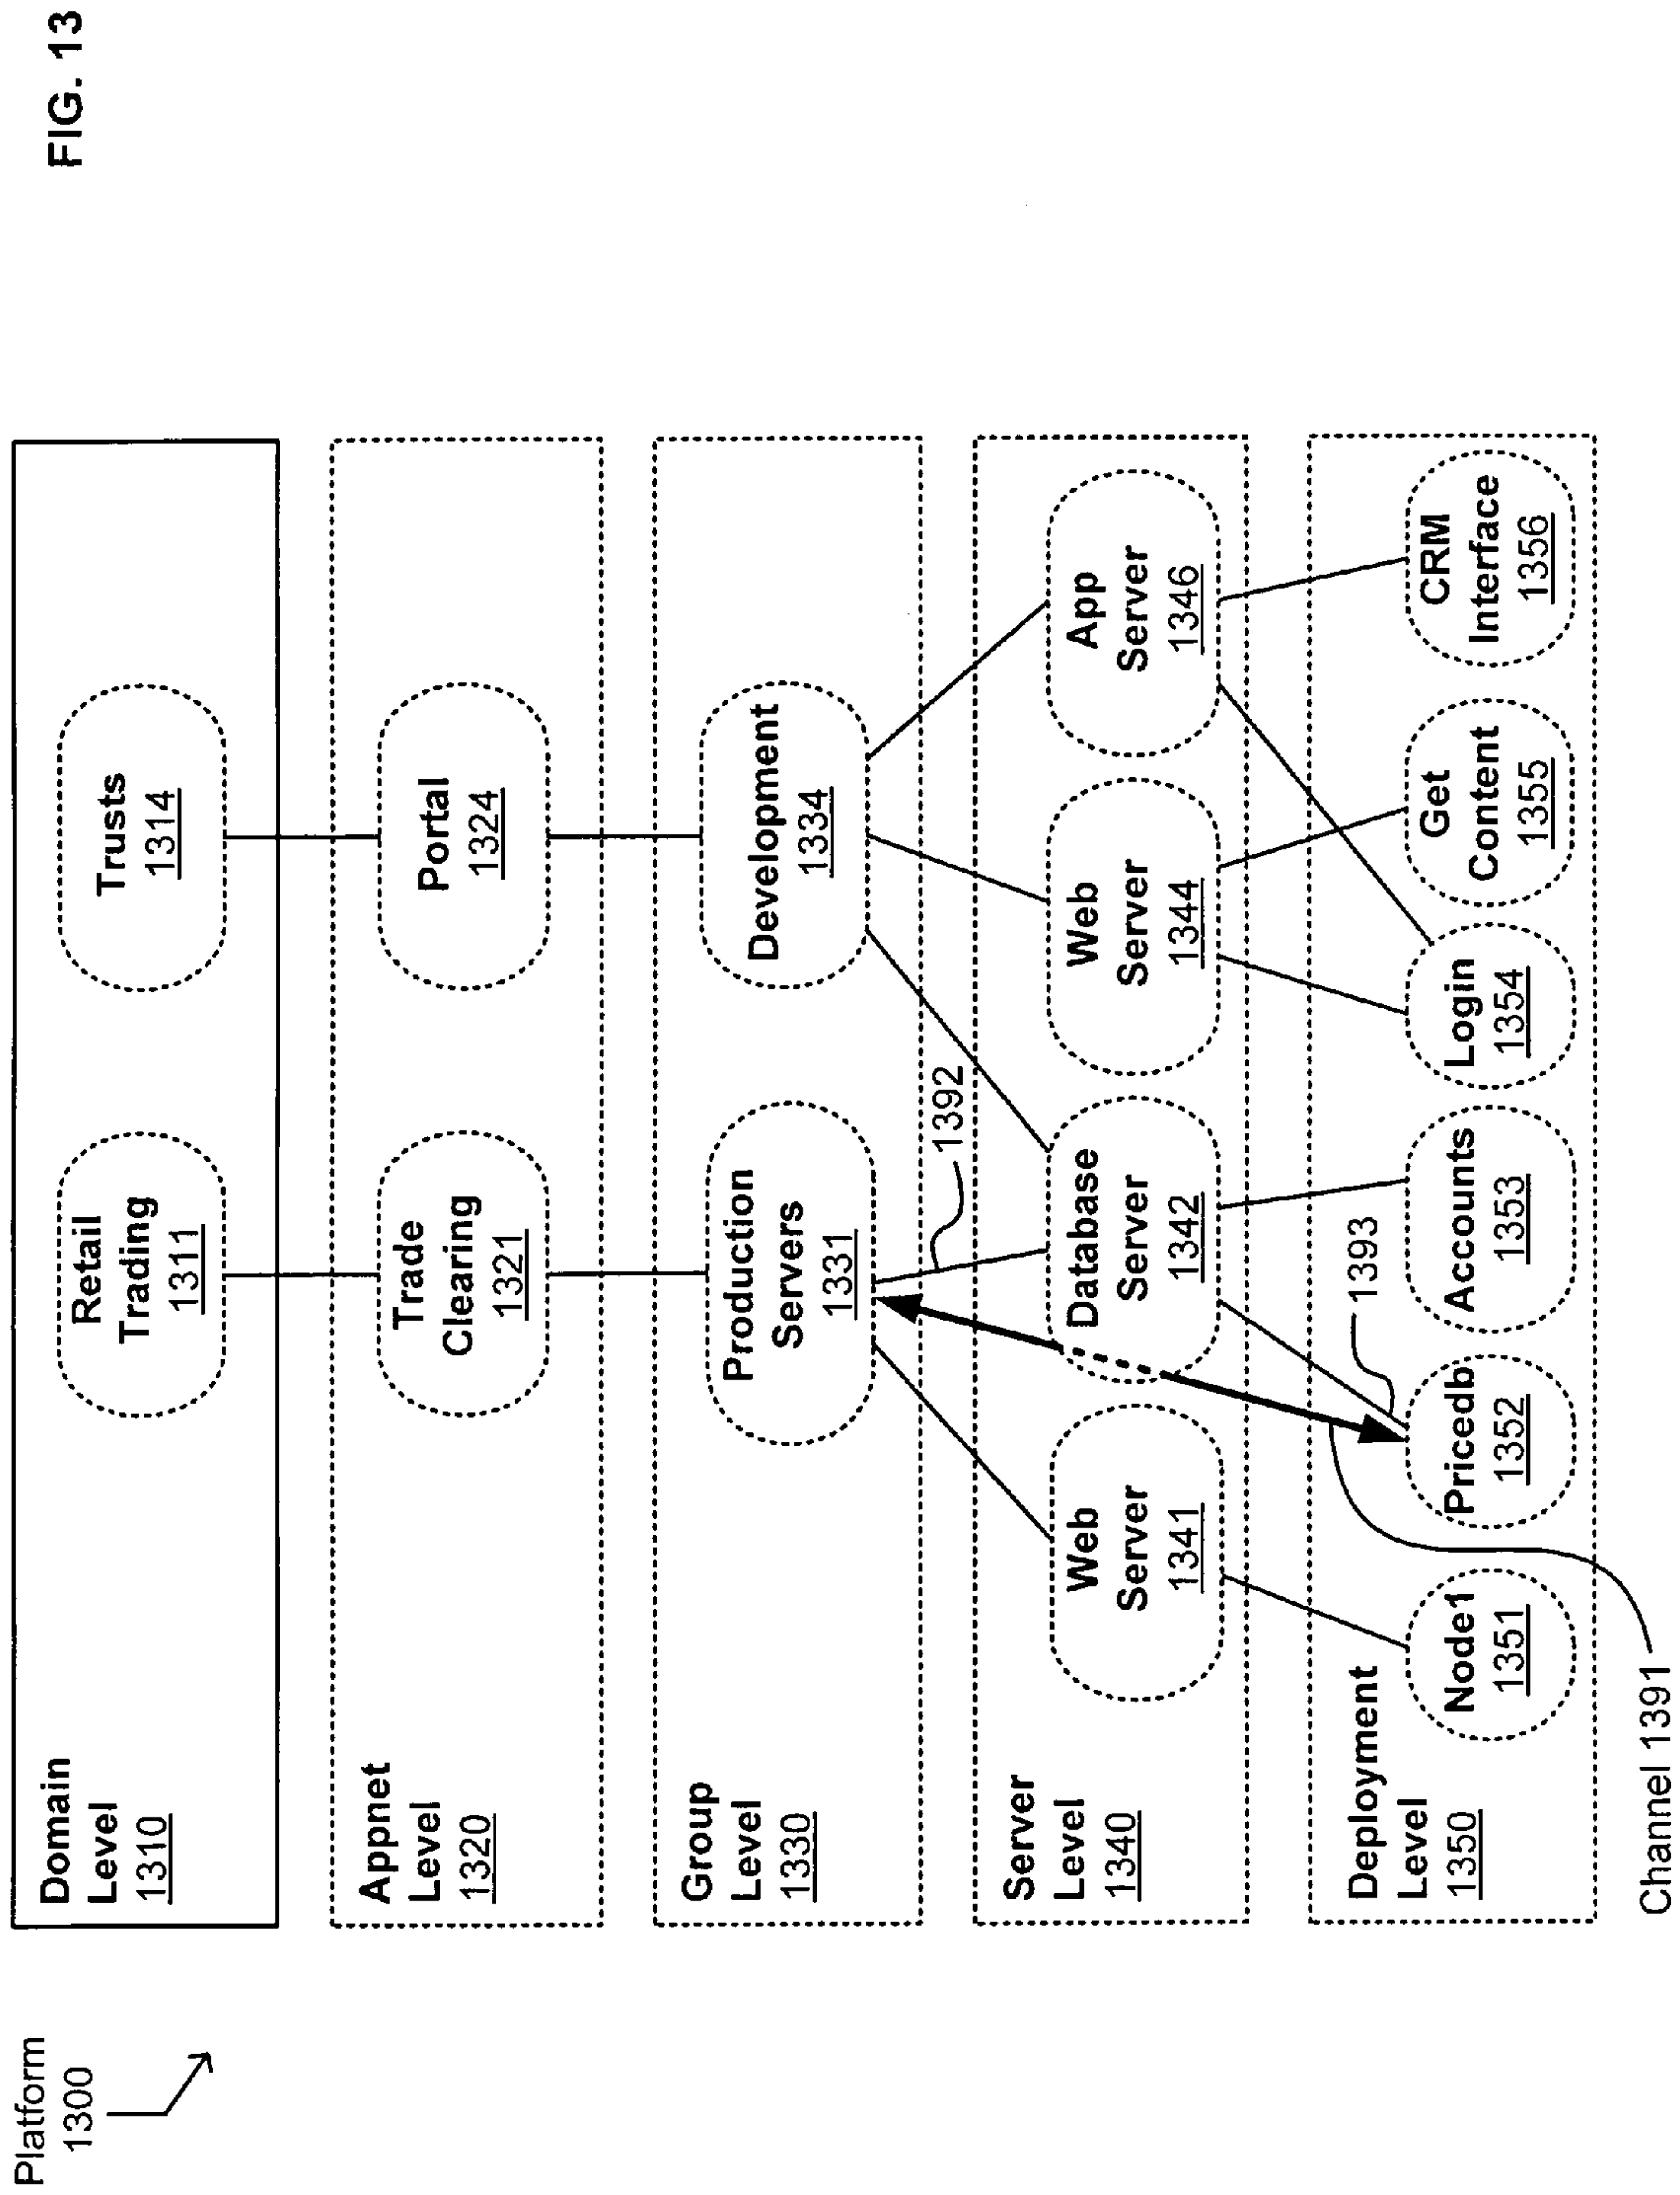 FIG. 13
Platform
1300
Domain
Level
1310
Retail
Trading
1311
Trusts
1314
Appnet
Level
1320
Trade
Clearing
1321
Portal
1324
Group
Level
1330
Production
Servers
1331
Development
1334
1392
Server
Level
1340
Web
Server
1341
Database
Server
1342
Web
Server
1344
App
Server
1346
1393
Deployment
Level
1350
Node1
1351
Pricedb
1352
Accounts
1353
Login
1354
Get
Content
1355
CRM
Interface
1356
Channel 1391